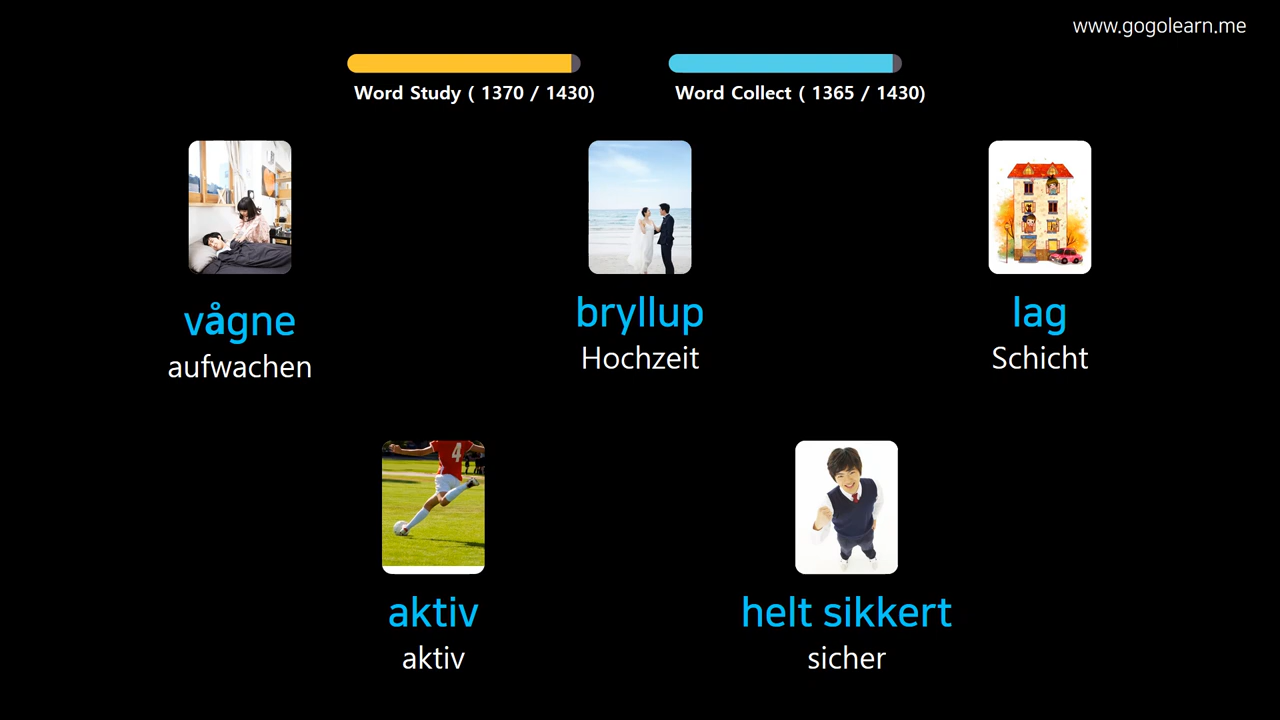 www.gogolearn.me
Word Study ( 1370 / 1430)
Word Collect ( 1365 / 1430)
vågne
aufwachen
bryllup
Hochzeit
lag
Schicht
4
aktiv
aktiv
helt sikkert
sicher